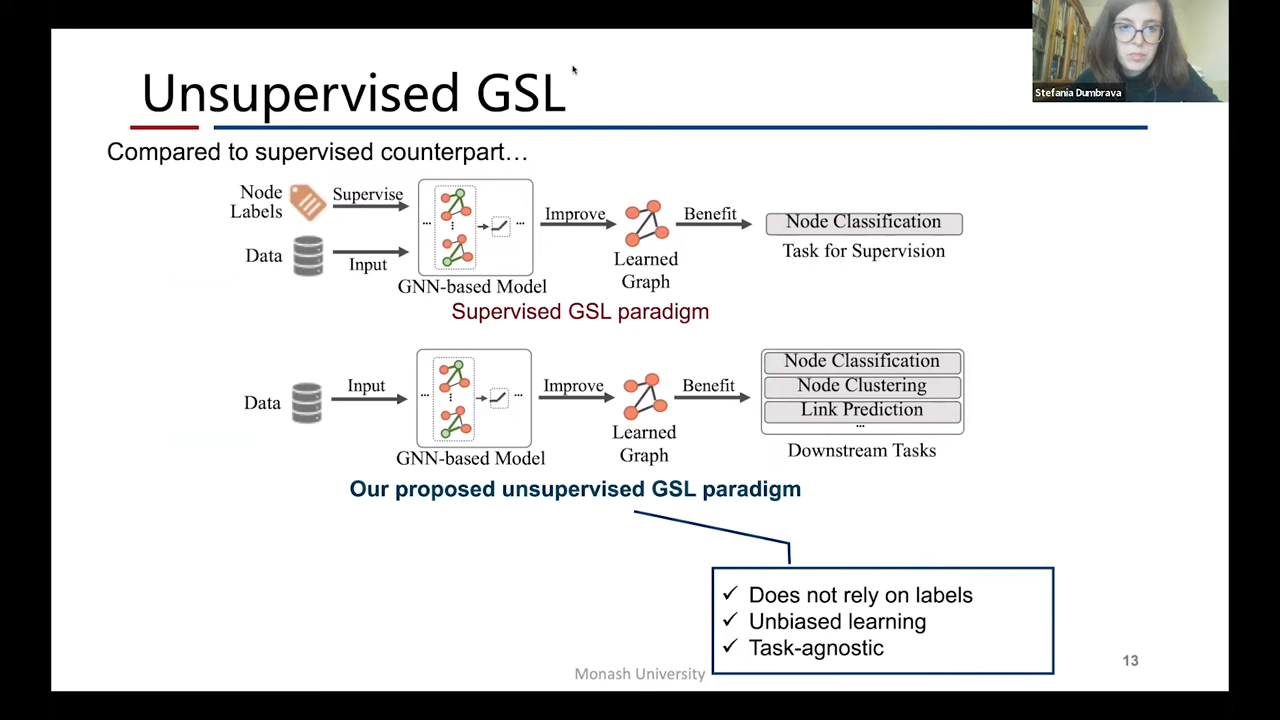 Unsupervised GSL
Stefania Dumbrava
Compared to supervised counterpart…
Node
Labels
Supervise
Data
Input
...
⋮
...
GNN-based Model
Improve
Learned
Graph
Benefit
Node Classification
Task for Supervision
Supervised GSL paradigm
Data
Input
...
⋮
...
GNN-based Model
Improve
Learned
Graph
Benefit
Node Classification
Node Clustering
Link Prediction
...
Downstream Tasks
Our proposed unsupervised GSL paradigm
✓ Does not rely on labels
✓ Unbiased learning
✓ Task-agnostic
Monash University
13